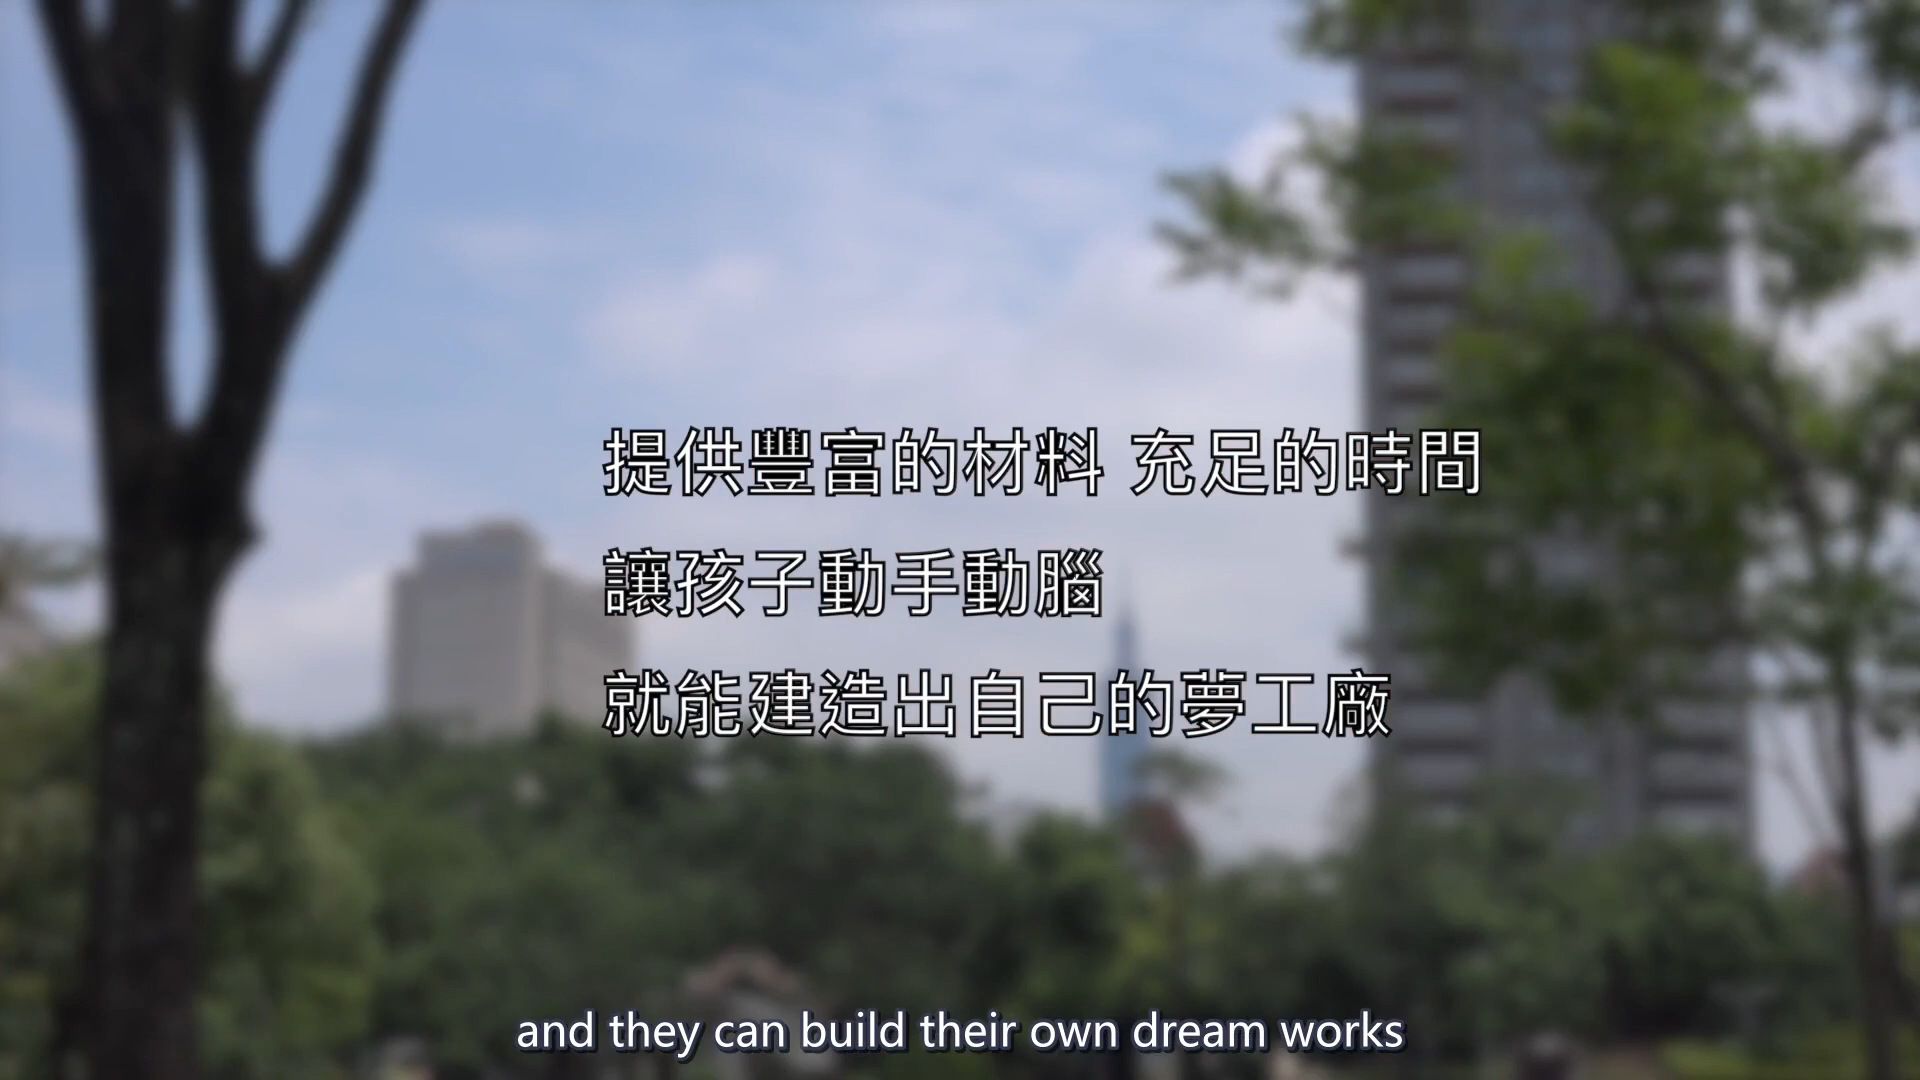 提供豐富的材料 充足的時間
讓孩子動手動腦
就能建造出自己的夢工廠
and they can build their own dream works